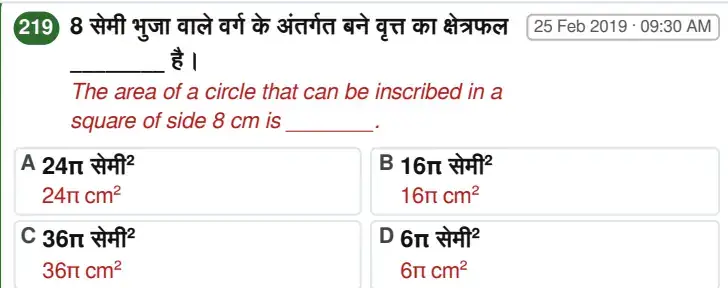 219 8 सेमी भुजा वाले वर्ग के अंतर्गत बने वृत्त का क्षेत्रफल 25 Feb 2019 · 09:30 AM
________ है।
The area of a circle that can be inscribed in a
square of side 8 cm is ________.
A 24π सेमी² B 16π सेमी²
24π cm² 16π cm²
C 36π सेमी² D 6π सेमी²
36π cm² 6π cm²